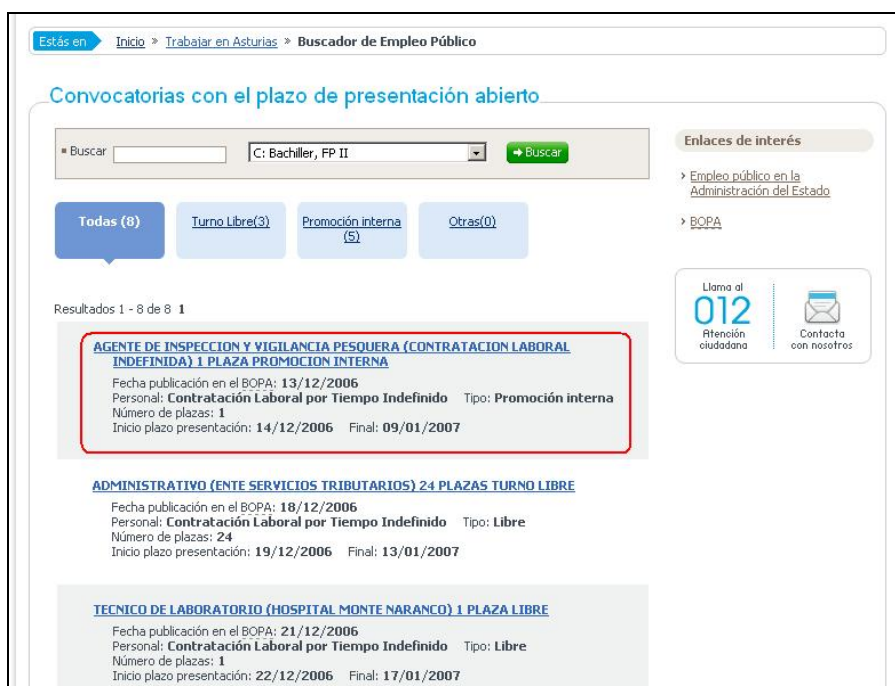 Estás en Inicio » Trabajar en Asturias » Buscador de Empleo Público
Convocatorias con el plazo de presentación abierto
Buscar C: Bachiller, FP II Buscar
Todas (8) Turno Libre(3) Promoción interna (5) Otras(0)
Resultados 1 - 8 de 8 1
AGENTE DE INSPECCION Y VIGILANCIA PESQUERA (CONTRATACION LABORAL
INDEFINIDA) 1 PLAZA PROMOCION INTERNA
Fecha publicación en el BOPA: 13/12/2006
Personal: Contratación Laboral por Tiempo Indefinido Tipo: Promoción interna
Número de plazas: 1
Inicio plazo presentación: 14/12/2006 Final: 09/01/2007
ADMINISTRATIVO (ENTE SERVICIOS TRIBUTARIOS) 24 PLAZAS TURNO LIBRE
Fecha publicación en el BOPA: 18/12/2006
Personal: Contratación Laboral por Tiempo Indefinido Tipo: Libre
Número de plazas: 24
Inicio plazo presentación: 19/12/2006 Final: 13/01/2007
TECNICO DE LABORATORIO (HOSPITAL MONTE NARANCO) 1 PLAZA LIBRE
Fecha publicación en el BOPA: 21/12/2006
Personal: Contratación Laboral por Tiempo Indefinido Tipo: Libre
Número de plazas: 1
Inicio plazo presentación: 22/12/2006 Final: 17/01/2007
Enlaces de interés
Empleo público en la
Administración del Estado
BOPA
Llama al
012
Atención
ciudadana
Contacta
con nosotros